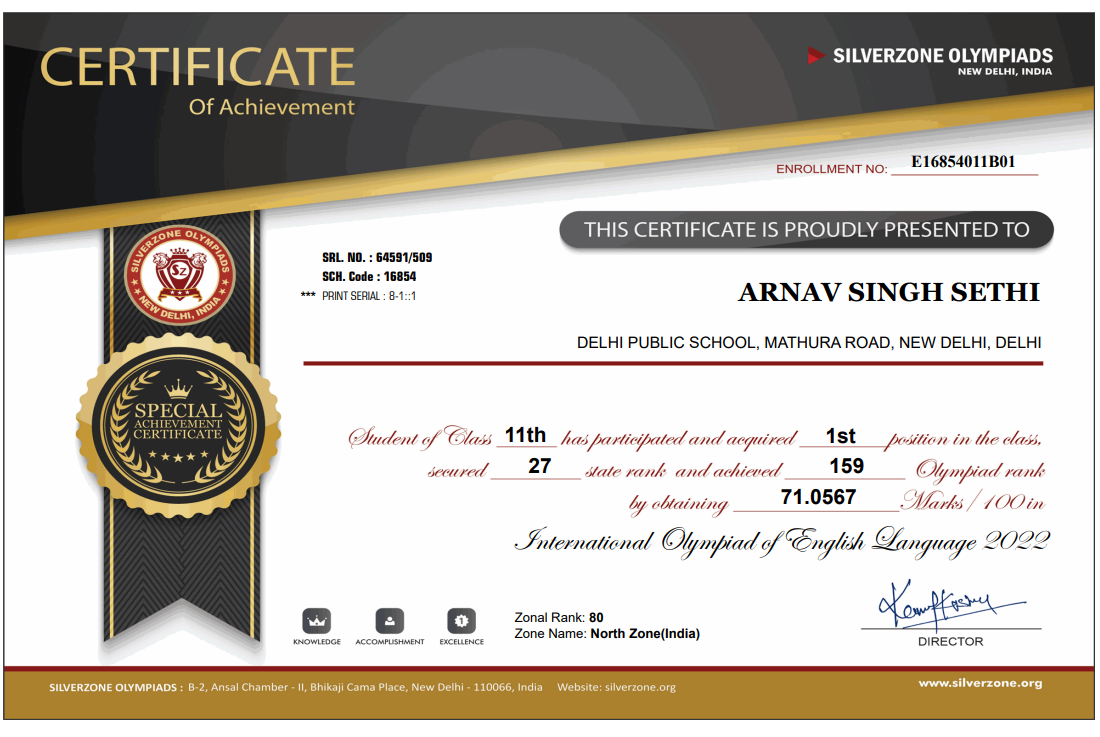 CERTIFICATE
Of Achievement
SILVERZONE OLYMPIADS
NEW DELHI, INDIA
ENROLLMENT NO: E16854011B01
THIS CERTIFICATE IS PROUDLY PRESENTED TO
SILVERZONE OLYMPIADS
SZ
NEW DELHI, INDIA
SRL. NO. : 64591/509
SCH. Code : 16854
*** PRINT SERIAL : 8-1::1
ARNAV SINGH SETHI
DELHI PUBLIC SCHOOL, MATHURA ROAD, NEW DELHI, DELHI
SPECIAL
ACHIEVEMENT
CERTIFICATE
Student of Class 11th has participated and acquired 1st position in the class,
secured 27 state rank and achieved 159 Olympiad rank
by obtaining 71.0567 Marks / 100 in
International Olympiad of English Language 2022
KNOWLEDGE ACCOMPLISHMENT EXCELLENCE
1
Zonal Rank: 80
Zone Name: North Zone(India)
DIRECTOR
SILVERZONE OLYMPIADS : B-2, Ansal Chamber - II, Bhikaji Cama Place, New Delhi - 110066, India Website: silverzone.org
www.silverzone.org